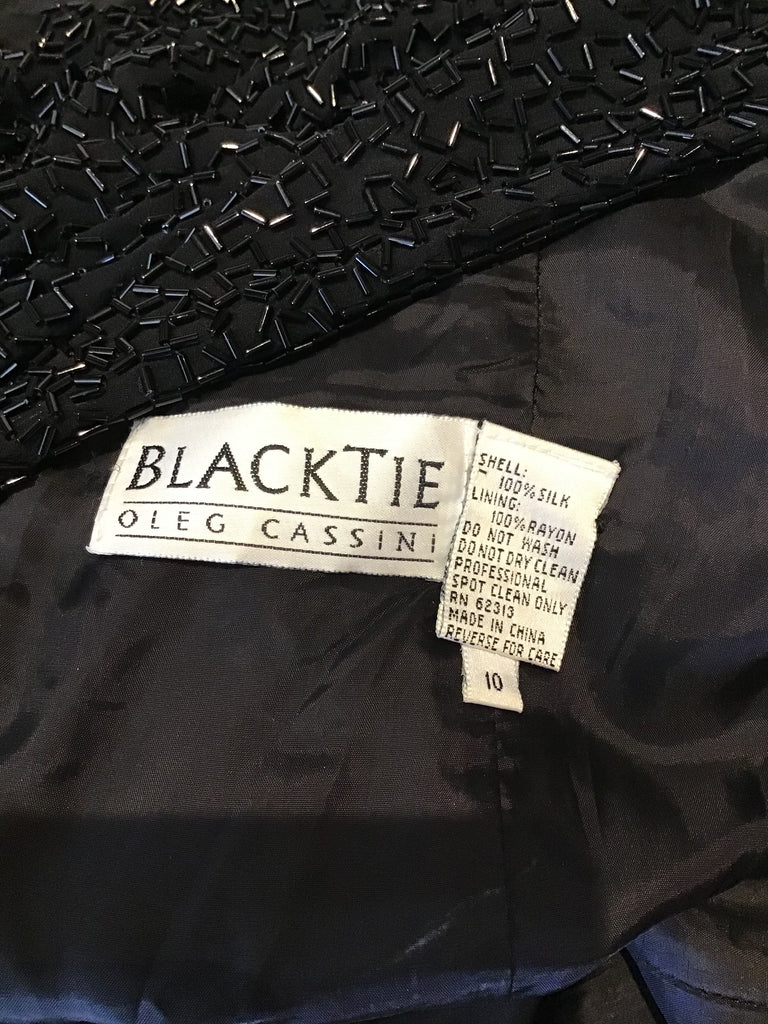 BLACKTIE
OLEG CASSINI
SHELL:
100% SILK
LINING:
100% RAYON
DO NOT WASH
DO NOT DRY CLEAN
PROFESSIONAL
SPOT CLEAN ONLY
RN 62313
MADE IN CHINA
REVERSE FOR CARE
10